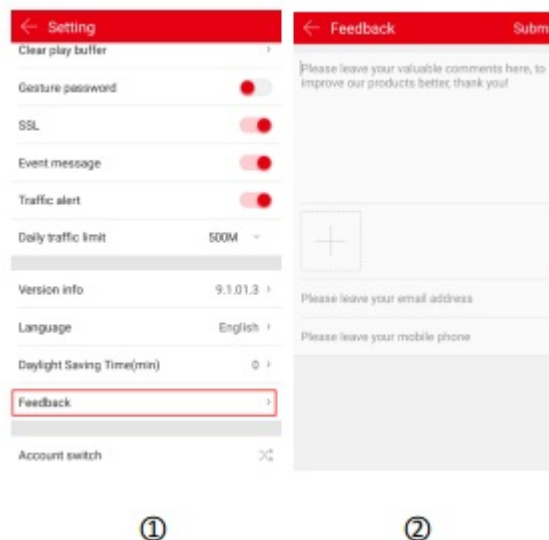 Setting
Clear play buffer
Gesture password
SSL
Event message
Traffic alert
Daily traffic limit 500M
Version info 9.1.01.3
Language English
Daylight Saving Time(min) 0
Feedback
Account switch
①
Feedback Subm
Please leave your valuable comments here, to
improve our products better, thank you!
Please leave your email address
Please leave your mobile phone
②